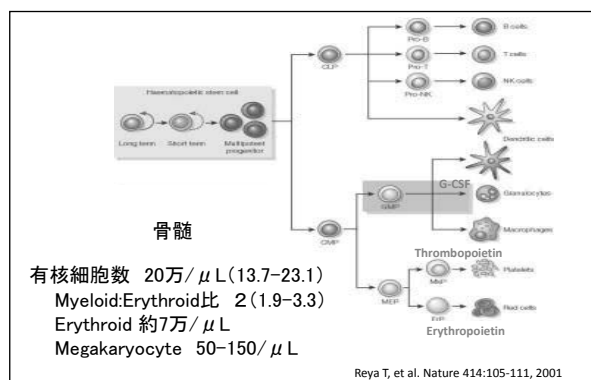 B cells
Pro-B
T cells
CLP
Pro-T
NK cells
Pro-NK
Haematopoietic stem cell
Long term
Short term
Multipotent
progenitor
Dendritic cells
G-CSF
GMP
Granulocytes
CMP
Macrophages
Thrombopoietin
Platelets
MEP
Red cells
Erythropoietin
骨髄
有核細胞数 20万/μL(13.7-23.1)
Myeloid:Erythroid比 2(1.9-3.3)
Erythroid 約7万/μL
Megakaryocyte 50-150/μL
Reya T, et al. Nature 414:105-111, 2001